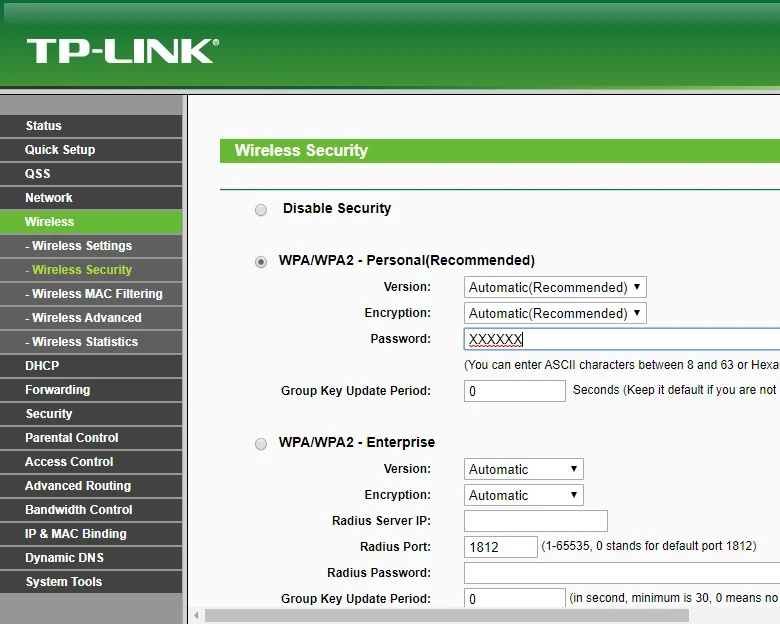 TP-LINK®
Status
Quick Setup
QSS
Network
Wireless
- Wireless Settings
- Wireless Security
- Wireless MAC Filtering
- Wireless Advanced
- Wireless Statistics
DHCP
Forwarding
Security
Parental Control
Access Control
Advanced Routing
Bandwidth Control
IP & MAC Binding
Dynamic DNS
System Tools
Wireless Security
Disable Security
WPA/WPA2 - Personal(Recommended)
Version: Automatic(Recommended)
Encryption: Automatic(Recommended)
Password: XXXXXX
(You can enter ASCII characters between 8 and 63 or Hexa
Group Key Update Period: 0 Seconds (Keep it default if you are not
WPA/WPA2 - Enterprise
Version: Automatic
Encryption: Automatic
Radius Server IP:
Radius Port: 1812 (1-65535, 0 stands for default port 1812)
Radius Password:
Group Key Update Period: 0 (in second, minimum is 30, 0 means no